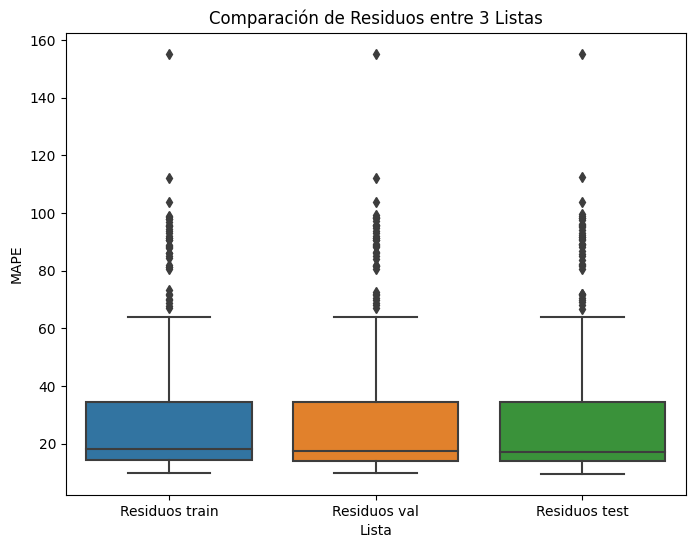 Comparación de Residuos entre 3 Listas
160
140
120
100
80
60
40
20
MAPE
Residuos train
Residuos val
Residuos test
Lista